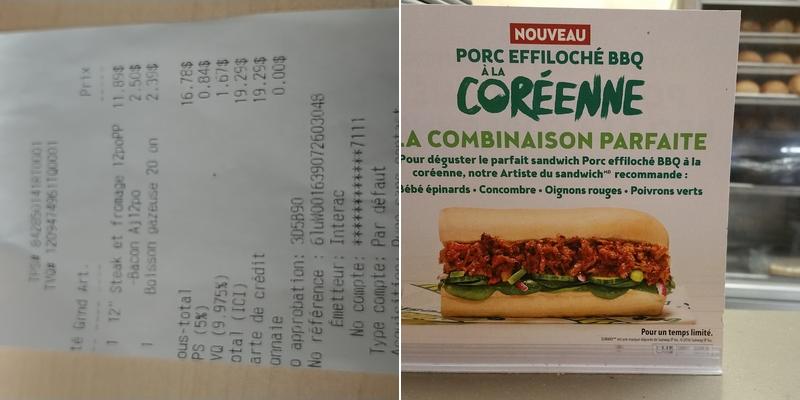 TPS# 842850141RT0001
TVQ# 1209474961TQ0001
té Grnd Art. Prix
1 12" Steak et fromage 12poPP 11.89$
-Bacon Aj12po 2.50$
1 Boisson gazeuse 20 on 2.39$
ous-total 16.78$
PS (5%) 0.84$
VQ (9.975%) 1.67$
otal (ICI) 19.29$
arte de crédit 19.29$
onnaie 0.00$
o approbation: 3D5B90
No référence : 61uW001639072603048
Émetteur: Interac
No compte: ************7111
Type compte: Par défaut
NOUVEAU
PORC EFFILOCHÉ BBQ
À LA
CORÉENNE
LA COMBINAISON PARFAITE
Pour déguster le parfait sandwich Porc effiloché BBQ à la
coréenne, notre Artiste du sandwichMD recommande :
Bébé épinards • Concombre • Oignons rouges • Poivrons verts
Pour un temps limité.